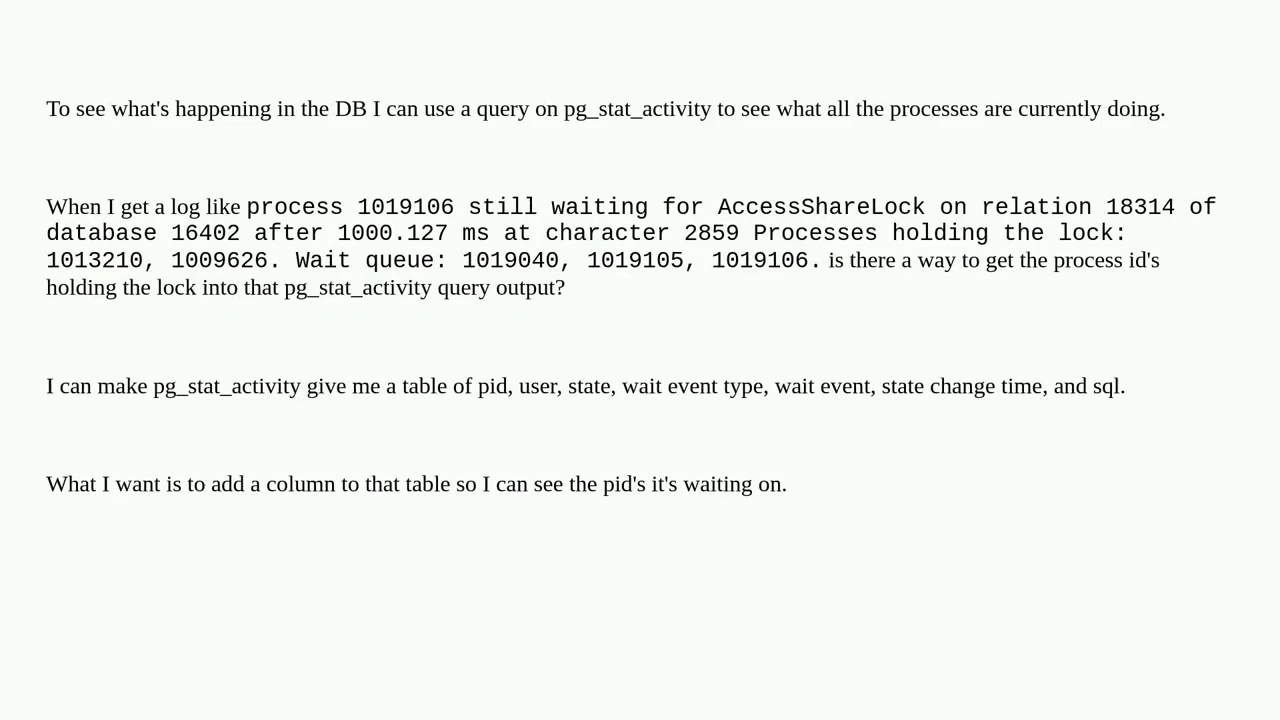 To see what's happening in the DB I can use a query on pg_stat_activity to see what all the processes are currently doing.
When I get a log like process 1019106 still waiting for AccessShareLock on relation 18314 of
database 16402 after 1000.127 ms at character 2859 Processes holding the lock:
1013210, 1009626. Wait queue: 1019040, 1019105, 1019106. is there a way to get the process id's
holding the lock into that pg_stat_activity query output?
I can make pg_stat_activity give me a table of pid, user, state, wait event type, wait event, state change time, and sql.
What I want is to add a column to that table so I can see the pid's it's waiting on.